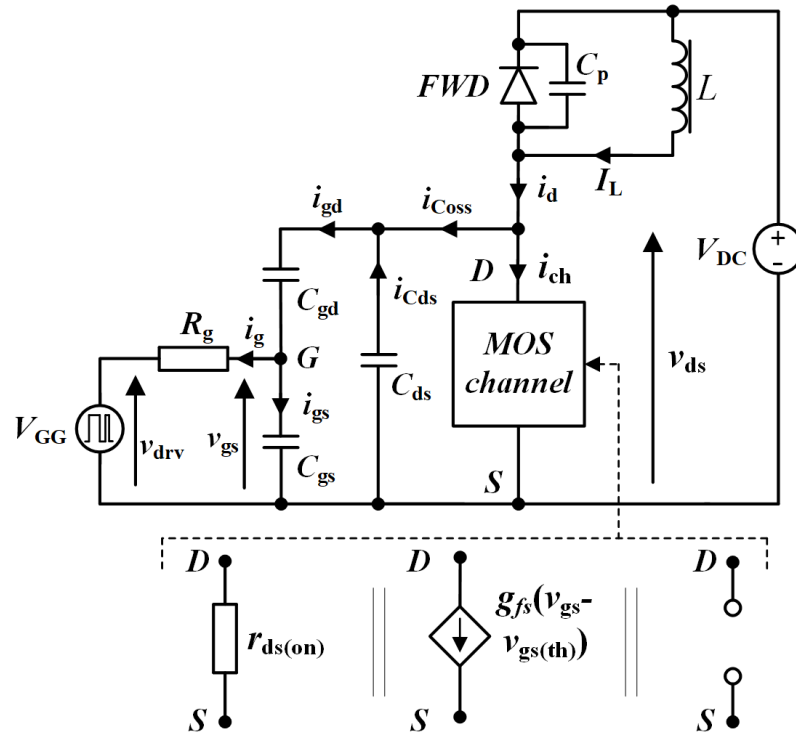 FWD
Cp
L
id
IL
igd
iCoss
VDC
D
ich
Cgd
iCds
Rg
ig
G
MOS
channel
vds
Cds
VGG
vdrv
vgs
igs
Cgs
S
D
D
D
gfs(vgs-
vgs(th))
rds(on)
S
S
S